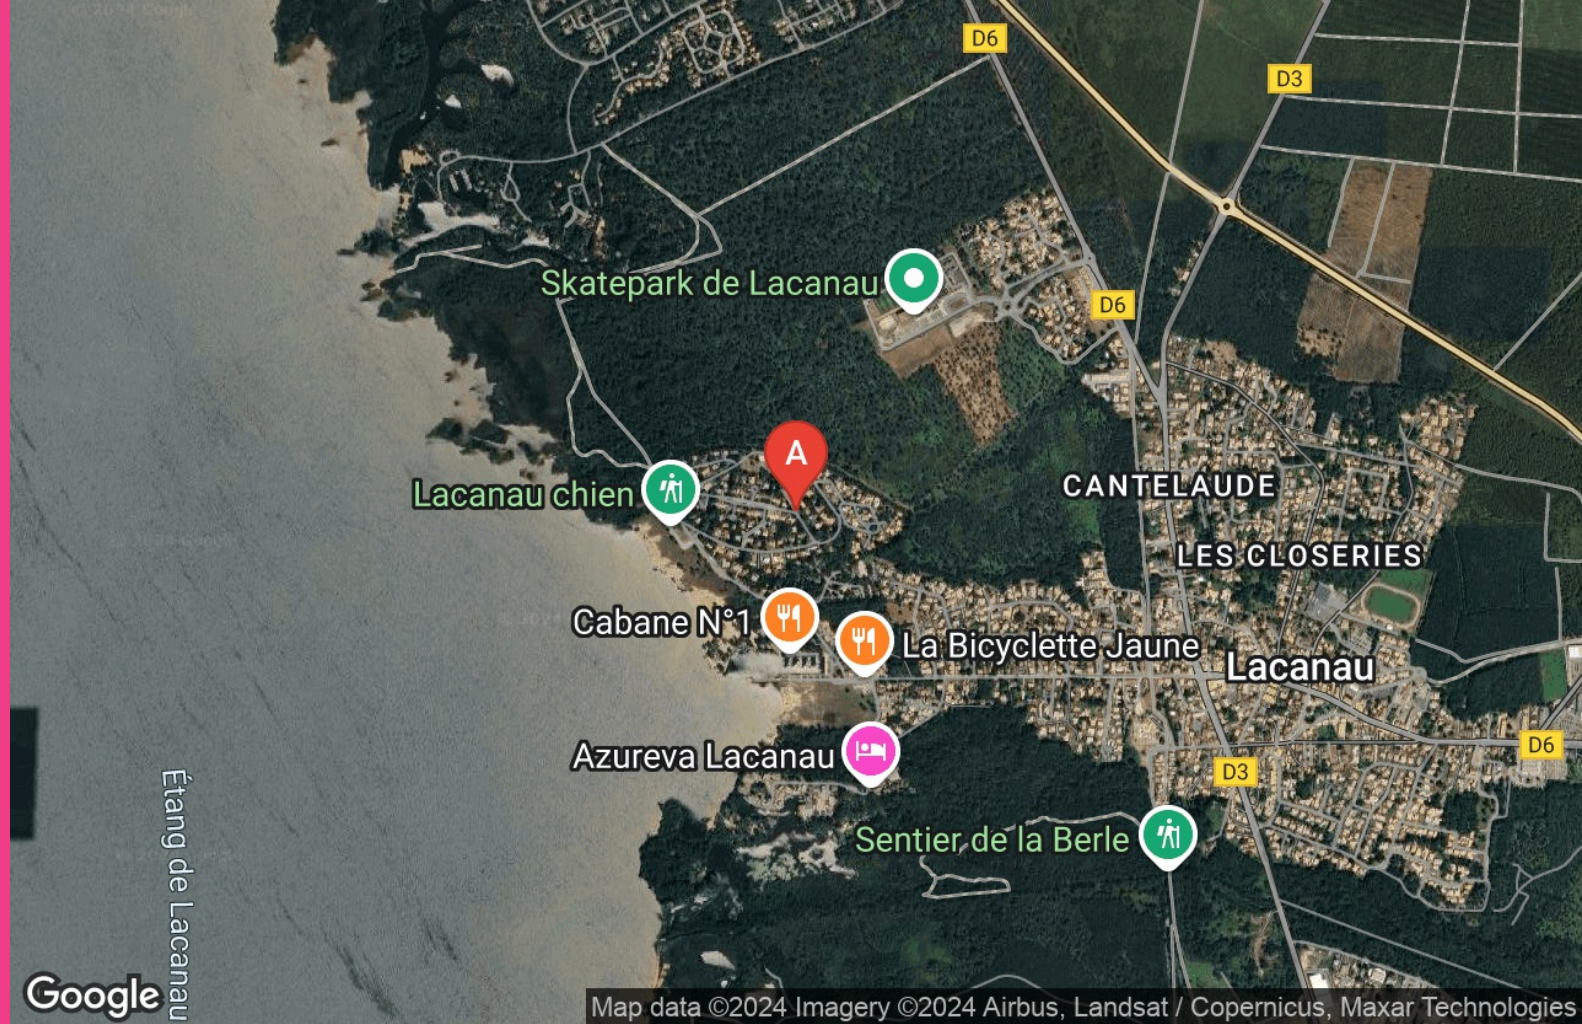 D6
D3
Skatepark de Lacanau
D6
A
Lacanau chien
CANTELAUDE
LES CLOSERIES
Cabane N°1
La Bicyclette Jaune
Lacanau
Azureva Lacanau
D6
D3
Sentier de la Berle
Étang de Lacanau
Google
Map data ©2024 Imagery ©2024 Airbus, Landsat / Copernicus, Maxar Technologies